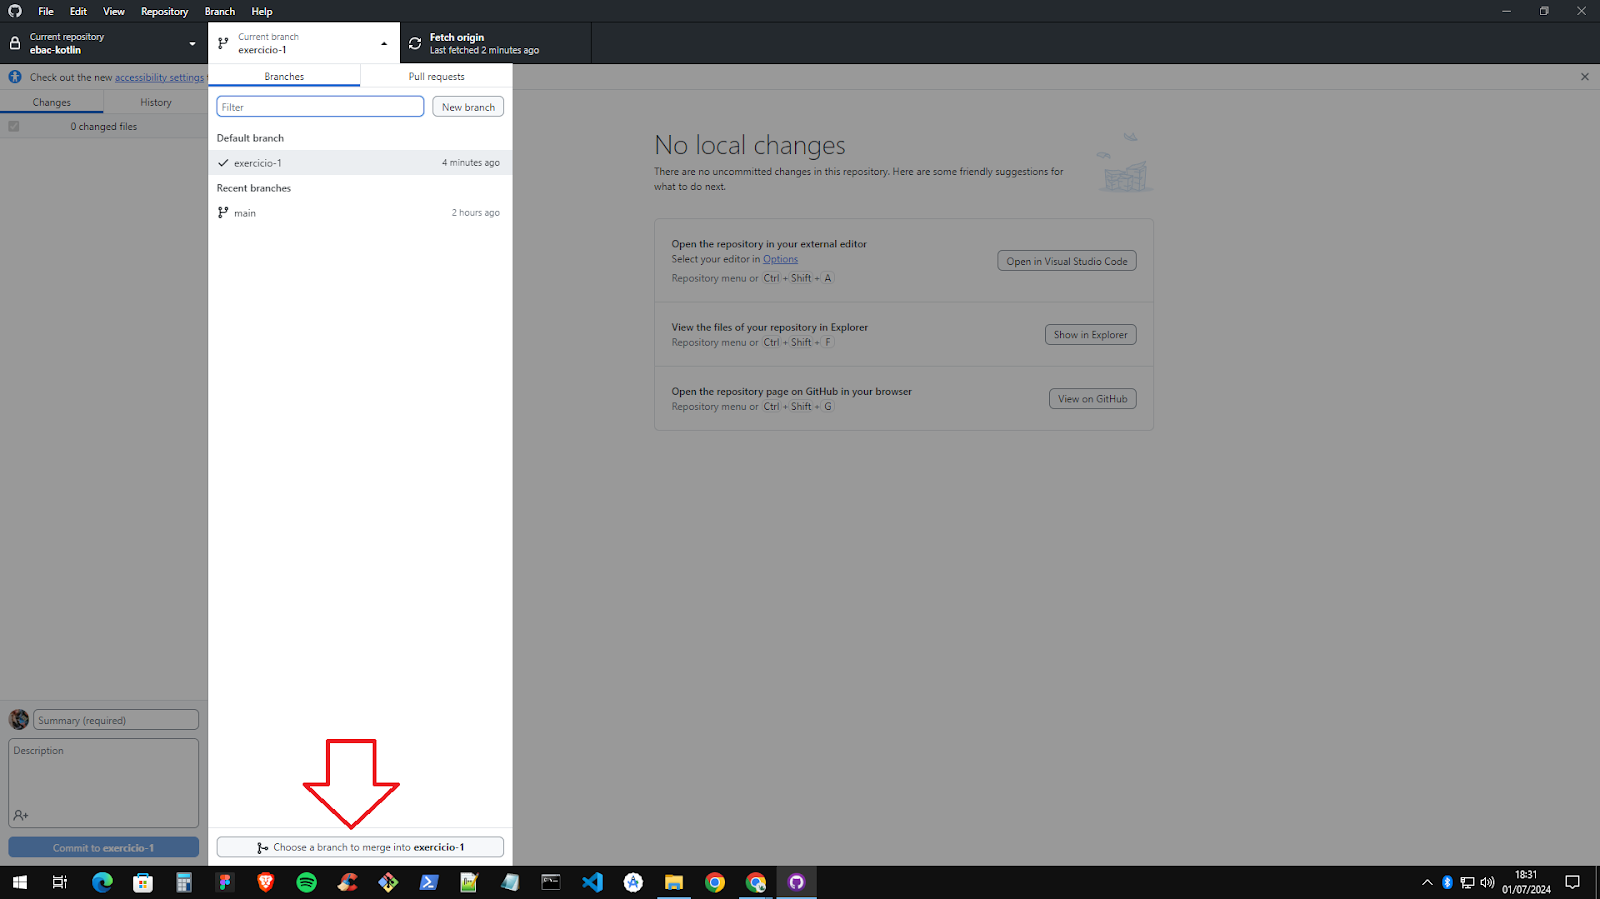 File Edit View Repository Branch Help
Current repository
ebac-kotlin
Current branch
exercicio-1
Fetch origin
Last fetched 2 minutes ago
Check out the new accessibility settings
Changes History
0 changed files
Branches Pull requests
Filter
New branch
Default branch
exercicio-1 4 minutes ago
Recent branches
main 2 hours ago
No local changes
There are no uncommitted changes in this repository. Here are some friendly suggestions for
what to do next.
Open the repository in your external editor
Select your editor in Options
Repository menu or Ctrl + Shift + A
Open in Visual Studio Code
View the files of your repository in Explorer
Repository menu or Ctrl + Shift + F
Show in Explorer
Open the repository page on GitHub in your browser
Repository menu or Ctrl + Shift + G
View on GitHub
Summary (required)
Description
Commit to exercicio-1
Choose a branch to merge into exercicio-1
18:31
01/07/2024